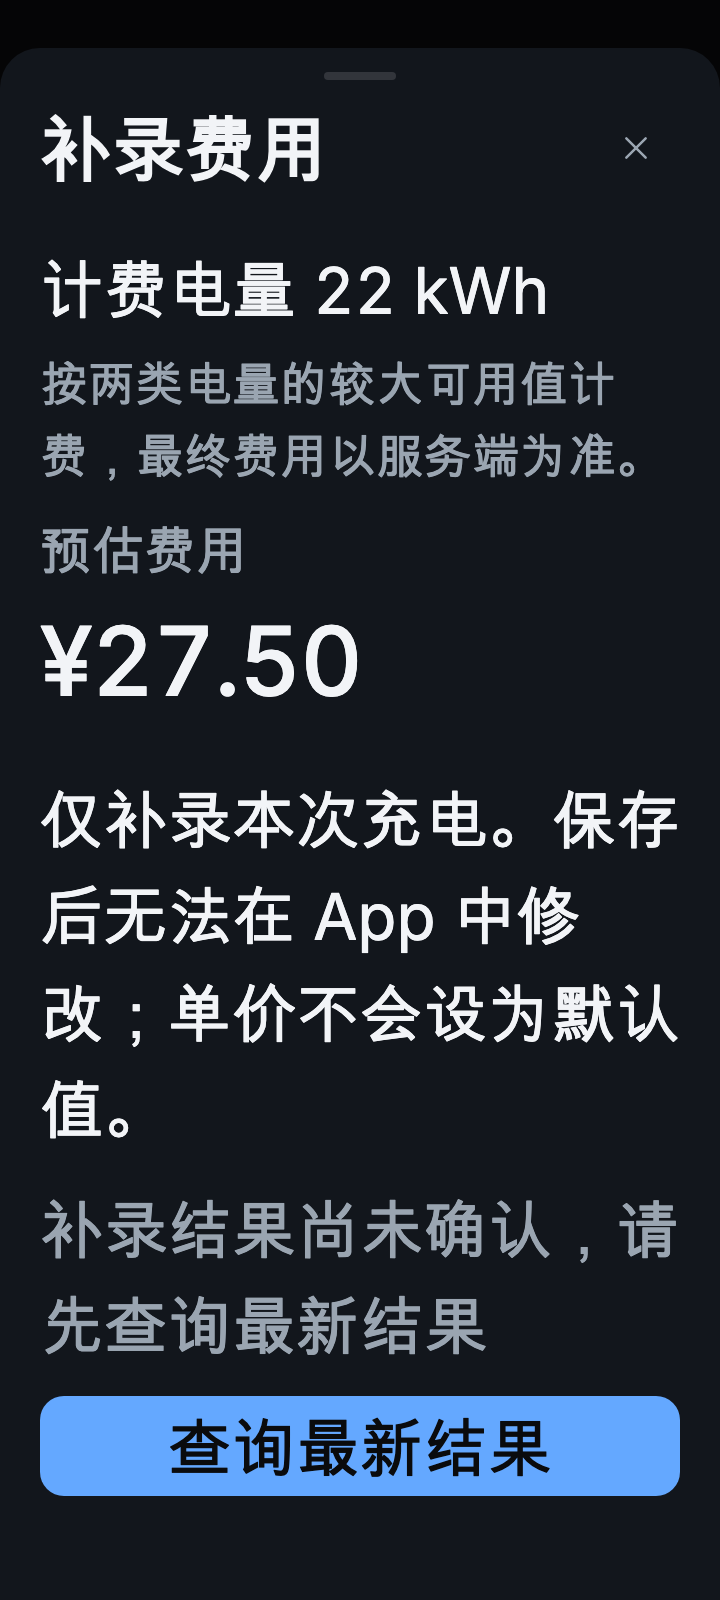 补录费用
计费电量 22 kWh
按两类电量的较大可用值计
费，最终费用以服务端为准。
预估费用
¥27.50
仅补录本次充电。保存
后无法在 App 中修
改；单价不会设为默认
值。
补录结果尚未确认，请
先查询最新结果
查询最新结果